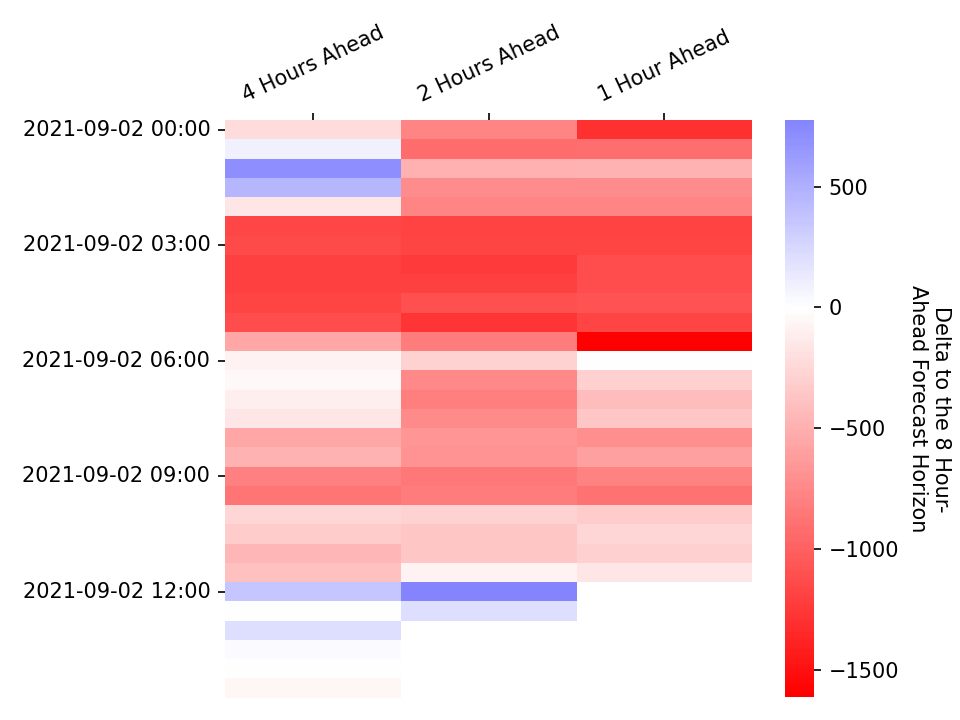 4 Hours Ahead
2 Hours Ahead
1 Hour Ahead
2021-09-02 00:00
2021-09-02 03:00
2021-09-02 06:00
2021-09-02 09:00
2021-09-02 12:00
500
0
−500
−1000
−1500
Delta to the 8 Hour-
Ahead Forecast Horizon